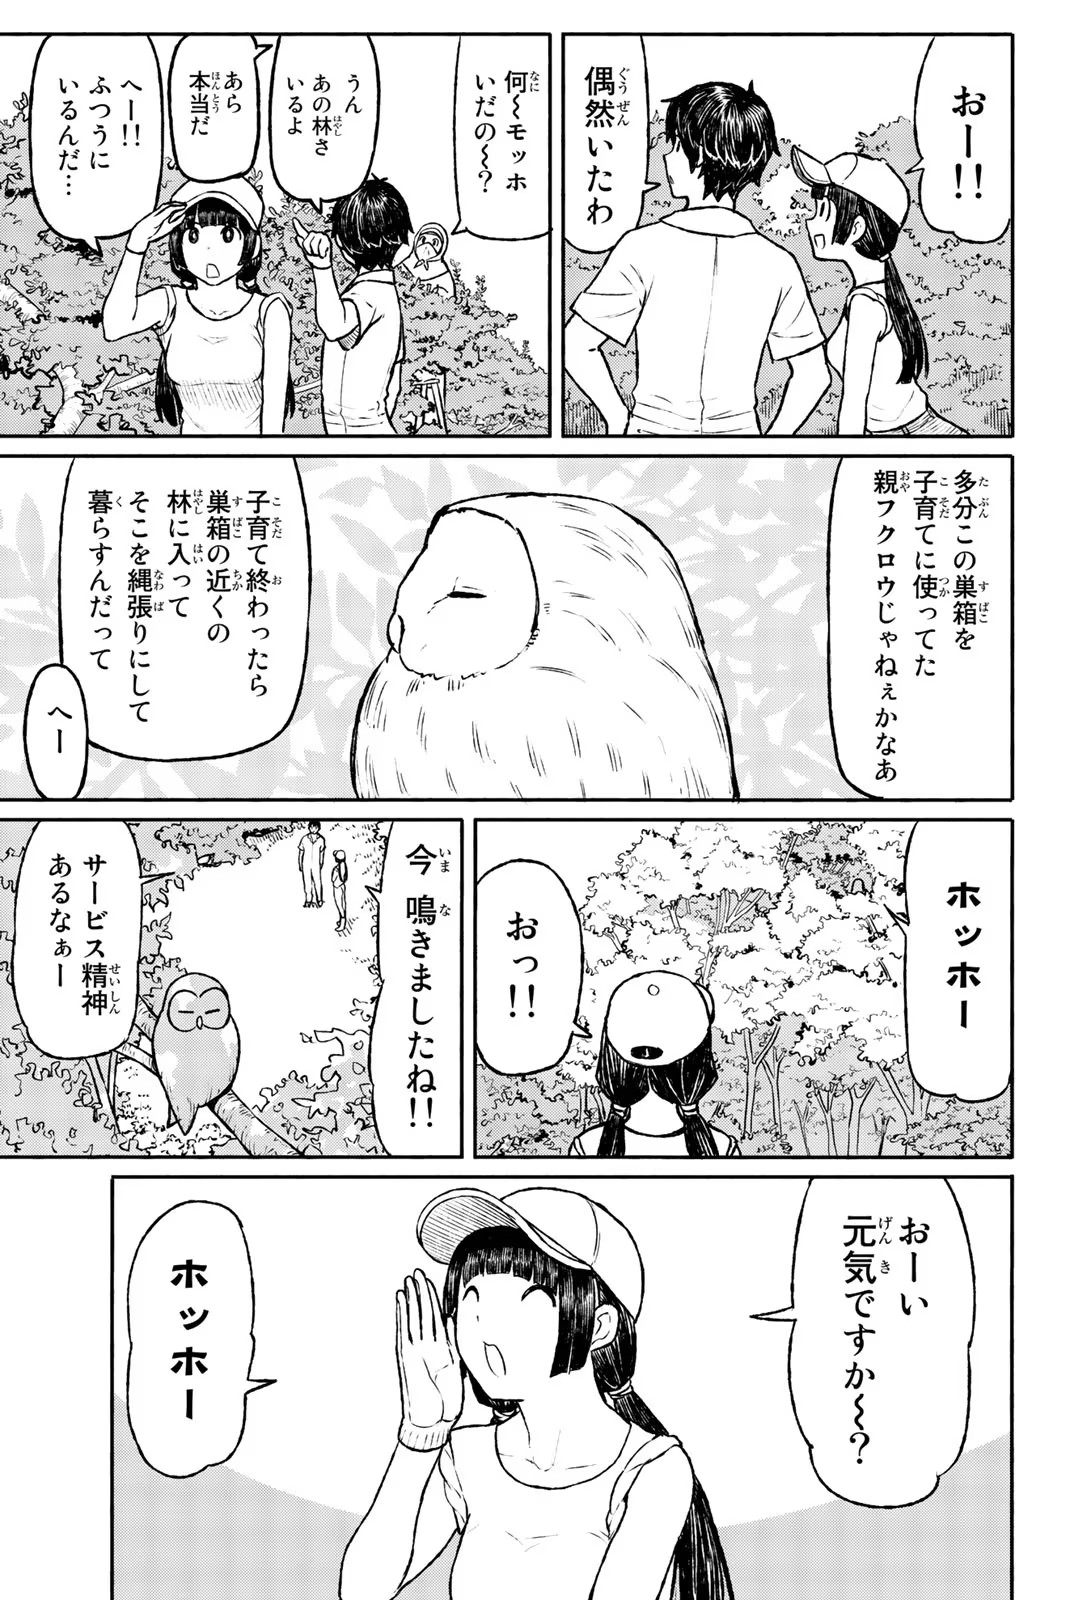 おー!!
偶然いたわ
何〜モッホ
いだの〜?
うん
あの林さ
いるよ
あら
本当だ
へー!!
ふつうに
いるんだ…
多分この巣箱を
子育てに使ってた
親フクロウじゃねぇかなあ
子育て終わったら
巣箱の近くの
林に入って
そこを縄張りにして
暮らすんだって
へー
ホッホー
おっ!!
今 鳴きましたね!!
サービス精神
あるなぁー
おーい
元気ですか〜?
ホッホー